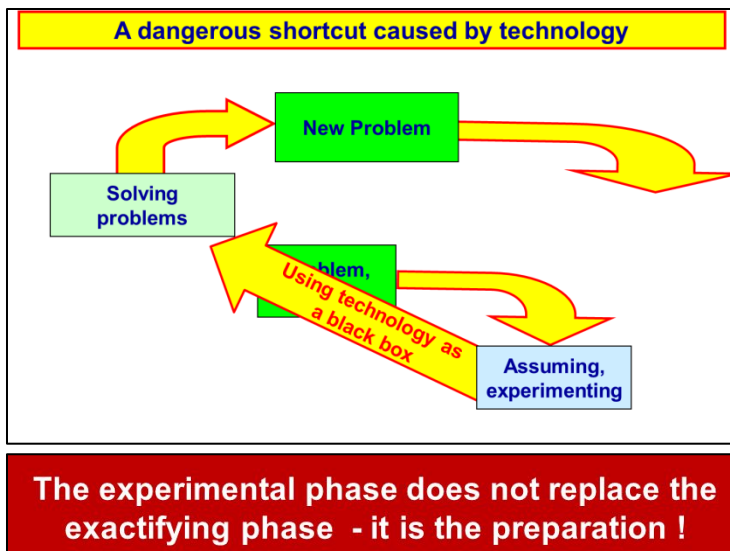 A dangerous shortcut caused by technology
New Problem
Solving
problems
Using technology as
a black box
Assuming,
experimenting
The experimental phase does not replace the
exactifying phase - it is the preparation !